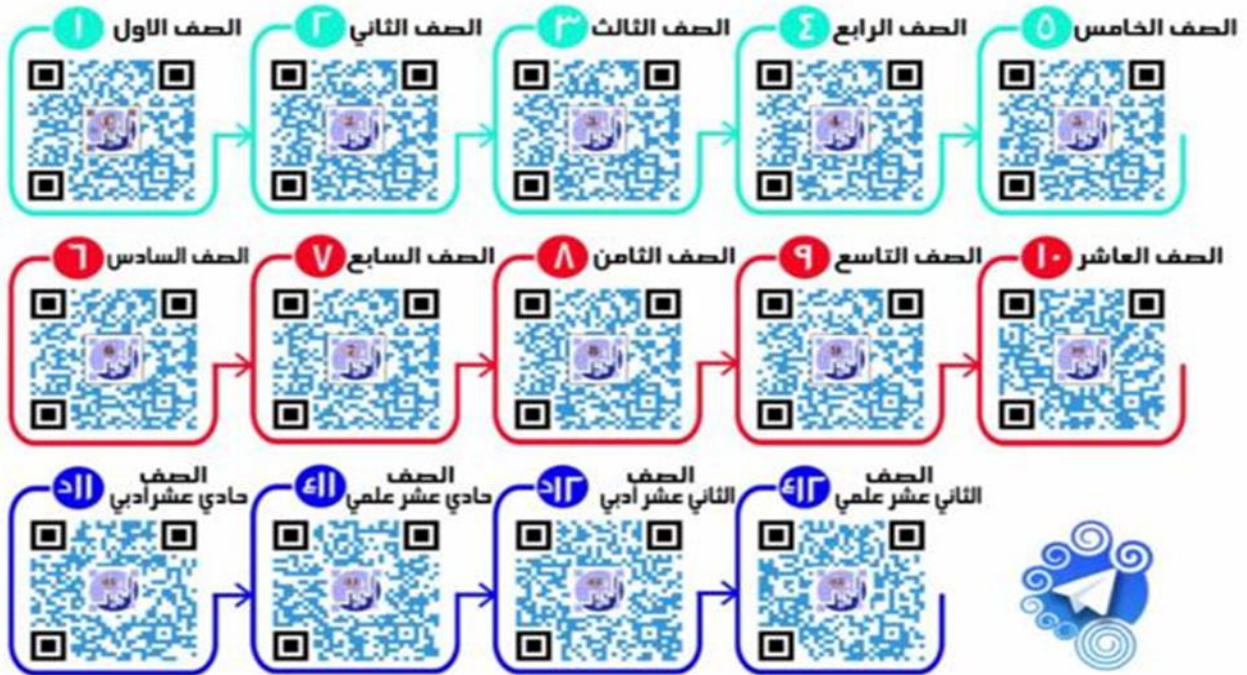 ١ الصف الاول
٢ الصف الثاني
٣ الصف الثالث
٤ الصف الرابع
٥ الصف الخامس
٦ الصف السادس
٧ الصف السابع
٨ الصف الثامن
٩ الصف التاسع
١٠ الصف العاشر
١١د
الصف
حادي عشر أدبي
١١ع
الصف
حادي عشر علمي
١٢د
الصف
الثاني عشر أدبي
١٢ع
الصف
الثاني عشر علمي